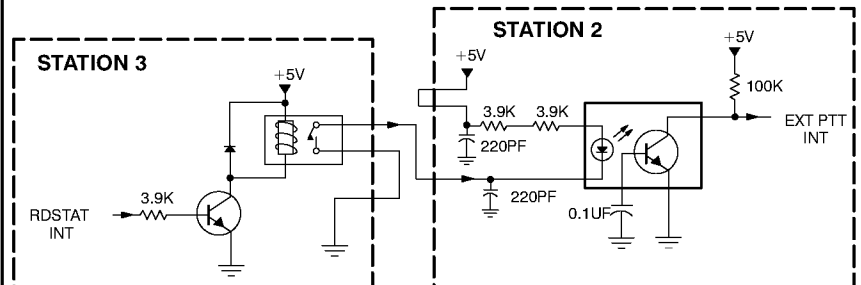 STATION 3
+5V
3.9K
RDSTAT
INT
STATION 2
+5V
3.9K
3.9K
220PF
220PF
0.1UF
+5V
100K
EXT PTT
INT